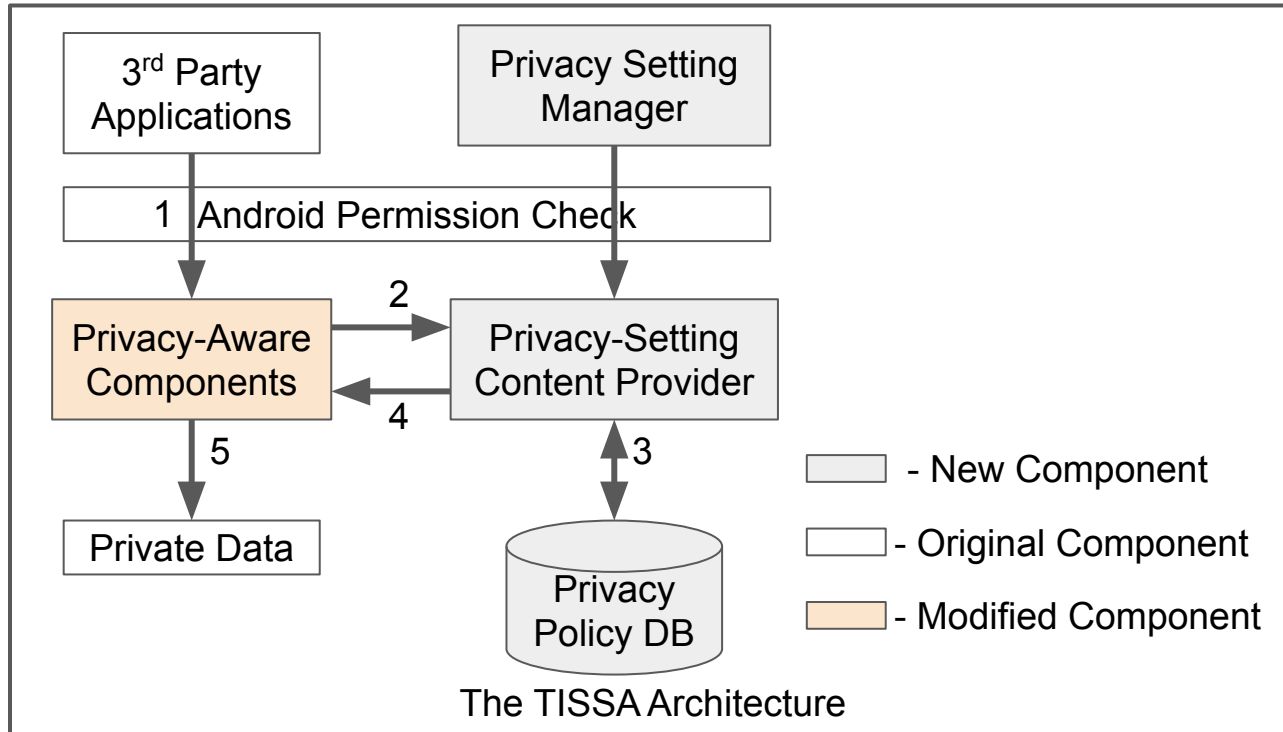 3rd Party
Applications
Privacy Setting
Manager
1 Android Permission Check
2
Privacy-Aware
Components
Privacy-Setting
Content Provider
4
5
3
- New Component
Private Data
- Original Component
Privacy
Policy DB
- Modified Component
The TISSA Architecture